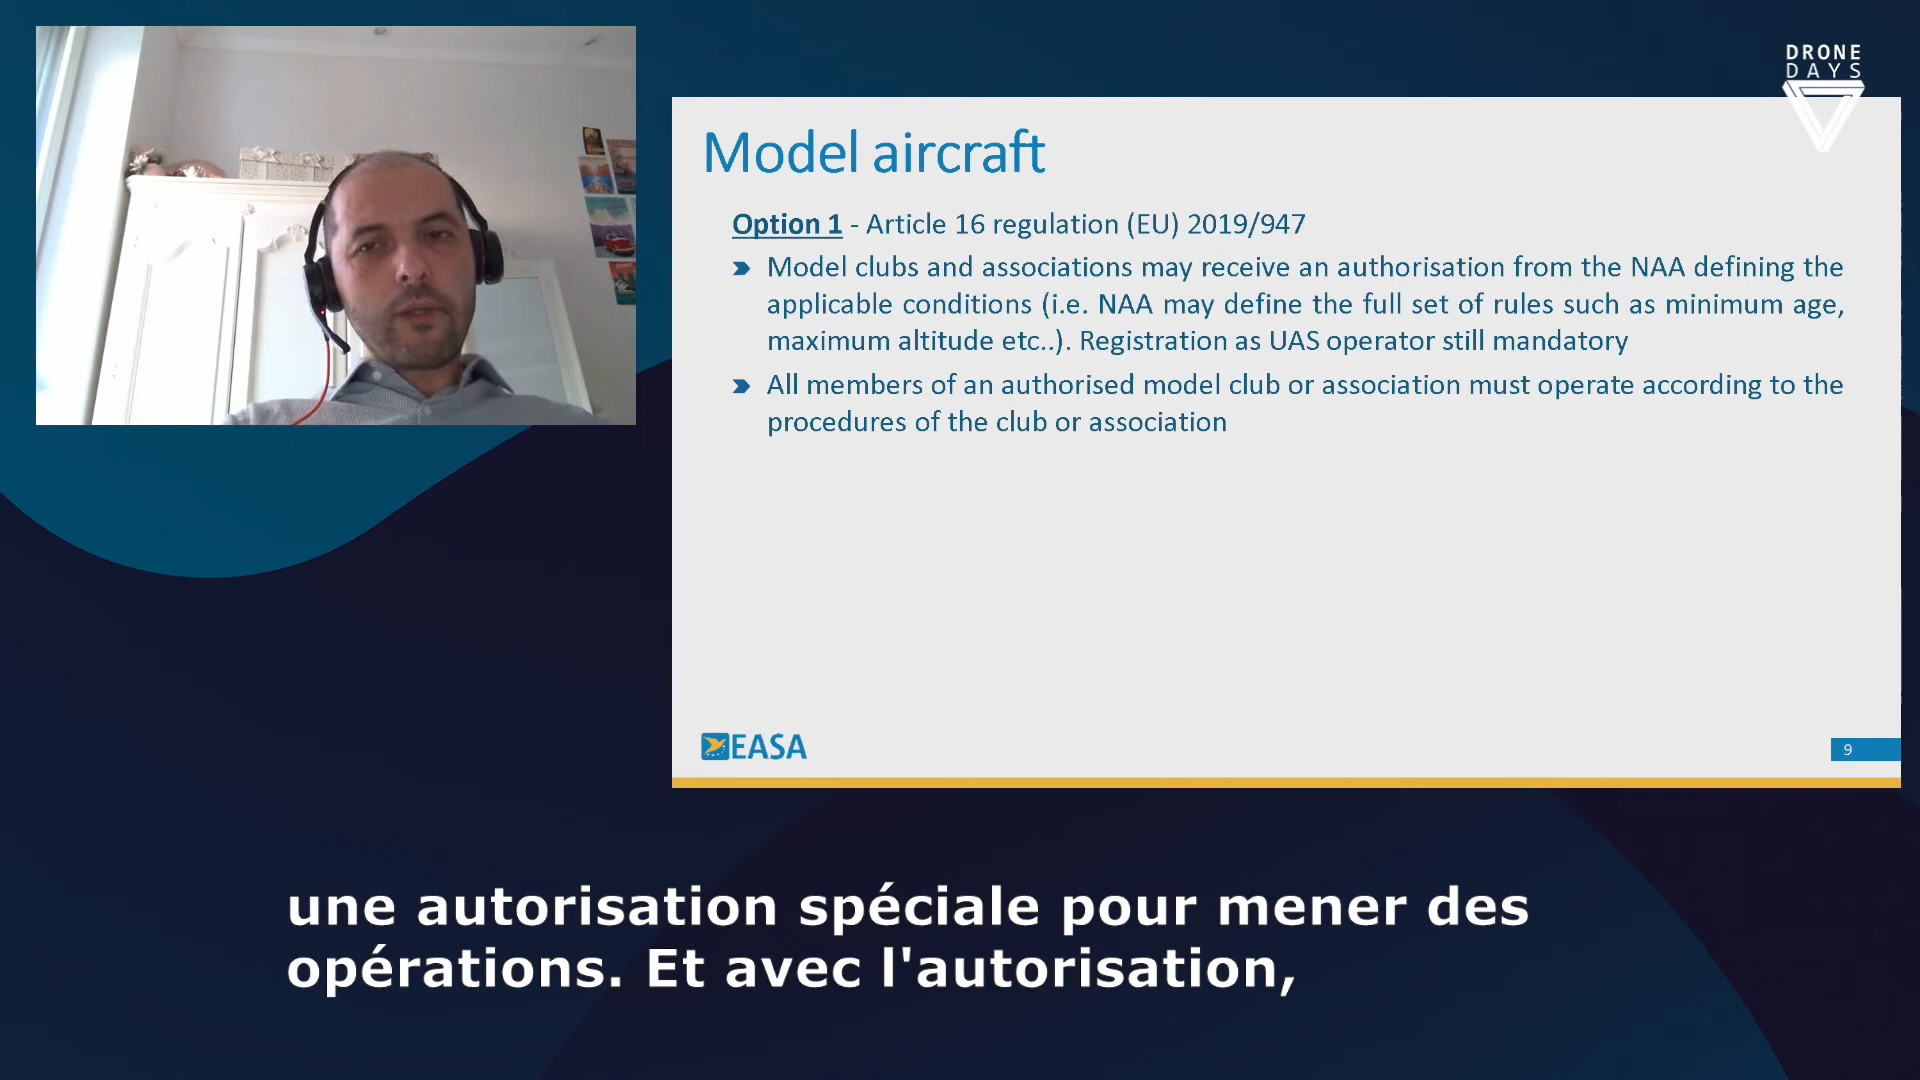 DRONE
DAYS
Model aircraft
Option 1 - Article 16 regulation (EU) 2019/947
Model clubs and associations may receive an authorisation from the NAA defining the
applicable conditions (i.e. NAA may define the full set of rules such as minimum age,
maximum altitude etc..). Registration as UAS operator still mandatory
All members of an authorised model club or association must operate according to the
procedures of the club or association
EASA
9
une autorisation spéciale pour mener des
opérations. Et avec l'autorisation,